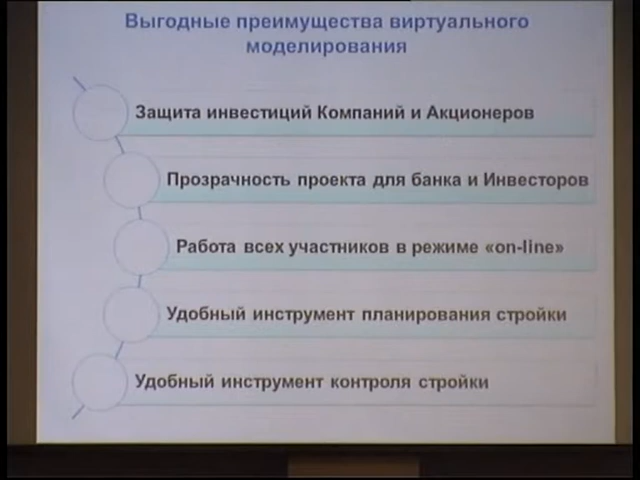 Выгодные преимущества виртуального
моделирования
Защита инвестиций Компаний и Акционеров
Прозрачность проекта для банка и Инвесторов
Работа всех участников в режиме «on-line»
Удобный инструмент планирования стройки
Удобный инструмент контроля стройки